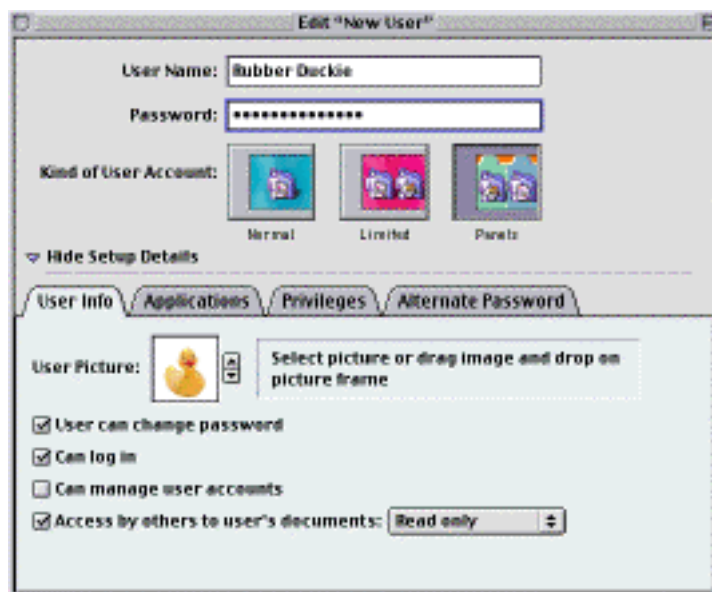 Edit "New User"
User Name: Rubber Duckie
Password: ••••••••••••••
Kind of User Account:
Normal Limited Panels
Hide Setup Details
User Info Applications Privileges Alternate Password
User Picture:
Select picture or drag image and drop on
picture frame
User can change password
Can log in
Can manage user accounts
Access by others to user's documents: Read only